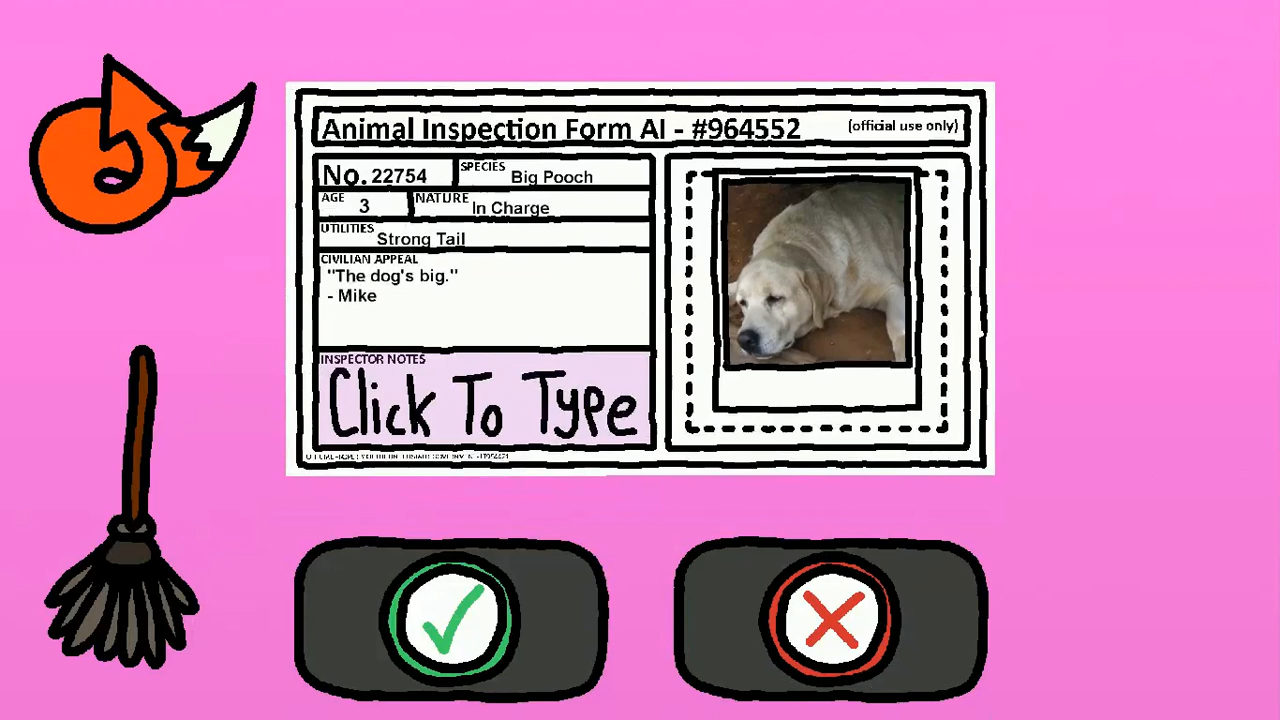 Animal Inspection Form AI - #964552
(official use only)
No. 22754
SPECIES Big Pooch
AGE 3
NATURE In Charge
UTILITIES Strong Tail
CIVILIAN APPEAL
"The dog's big."
- Mike
INSPECTOR NOTES
Click To Type